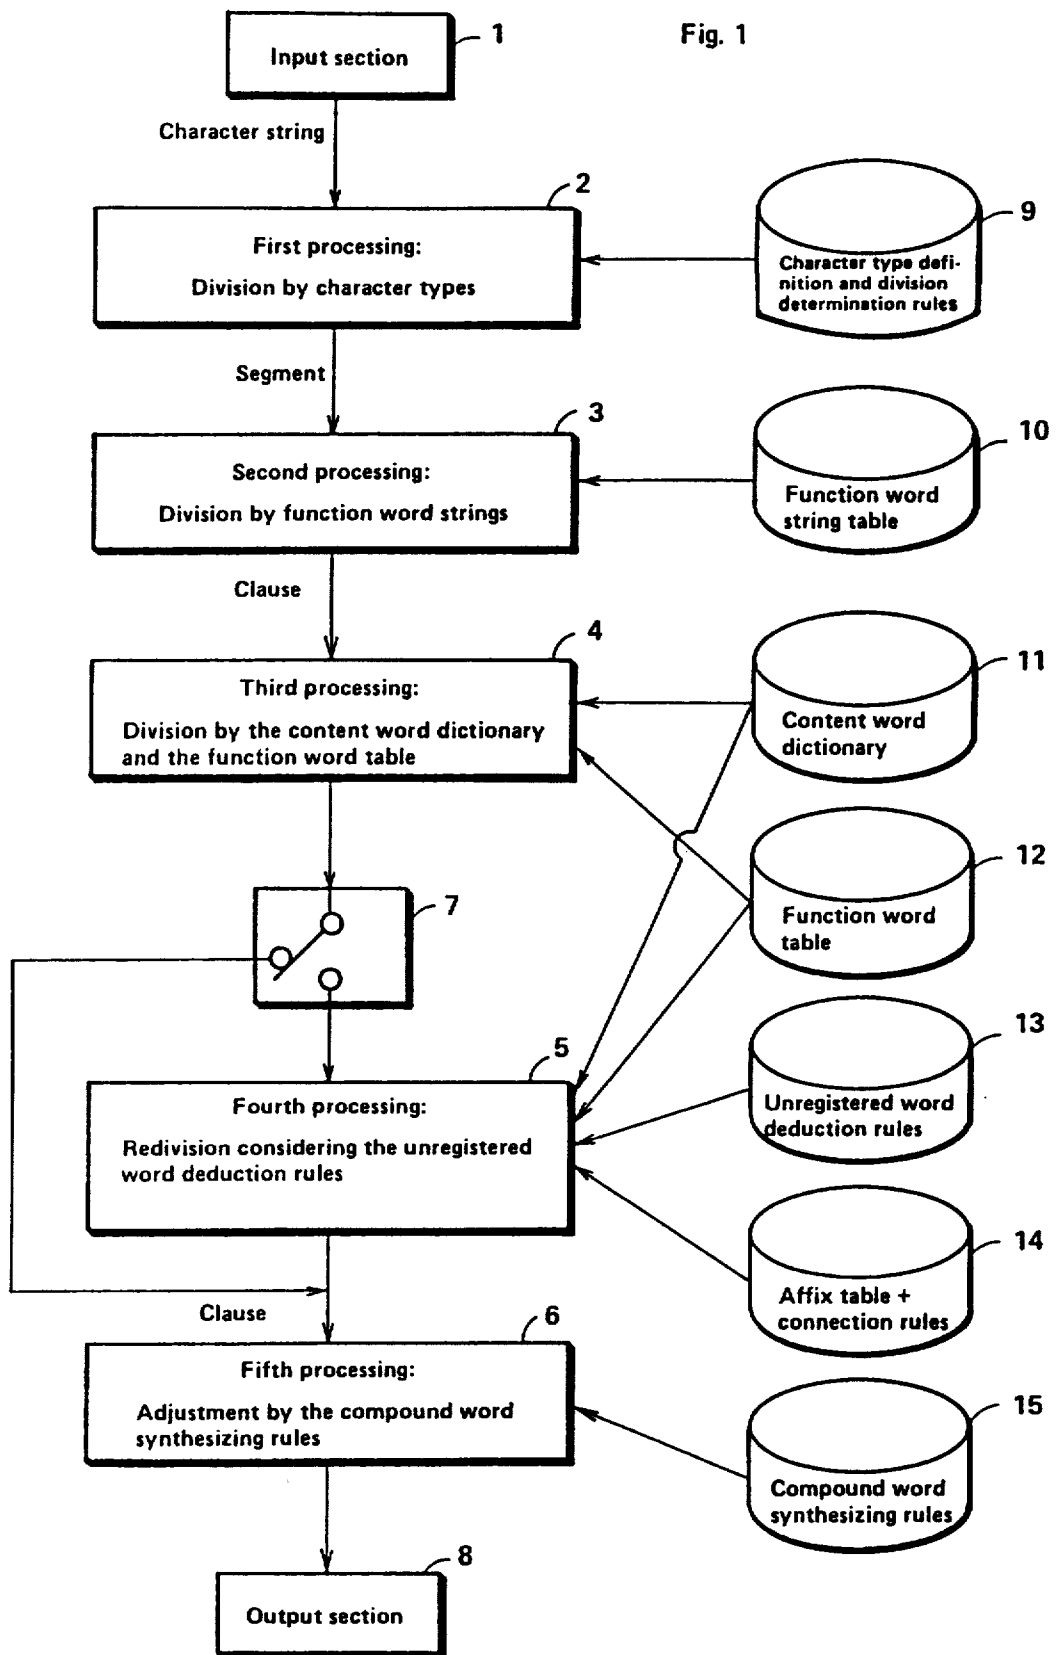 Fig. 1
1
Input section
Character string
2
First processing:
Division by character types
9
Character type defi-
nition and division
determination rules
Segment
3
Second processing:
Division by function word strings
10
Function word
string table
Clause
4
Third processing:
Division by the content word dictionary
and the function word table
11
Content word
dictionary
12
Function word
table
7
13
Unregistered word
deduction rules
5
Fourth processing:
Redivision considering the unregistered
word deduction rules
14
Affix table +
connection rules
Clause
6
Fifth processing:
Adjustment by the compound word
synthesizing rules
15
Compound word
synthesizing rules
8
Output section